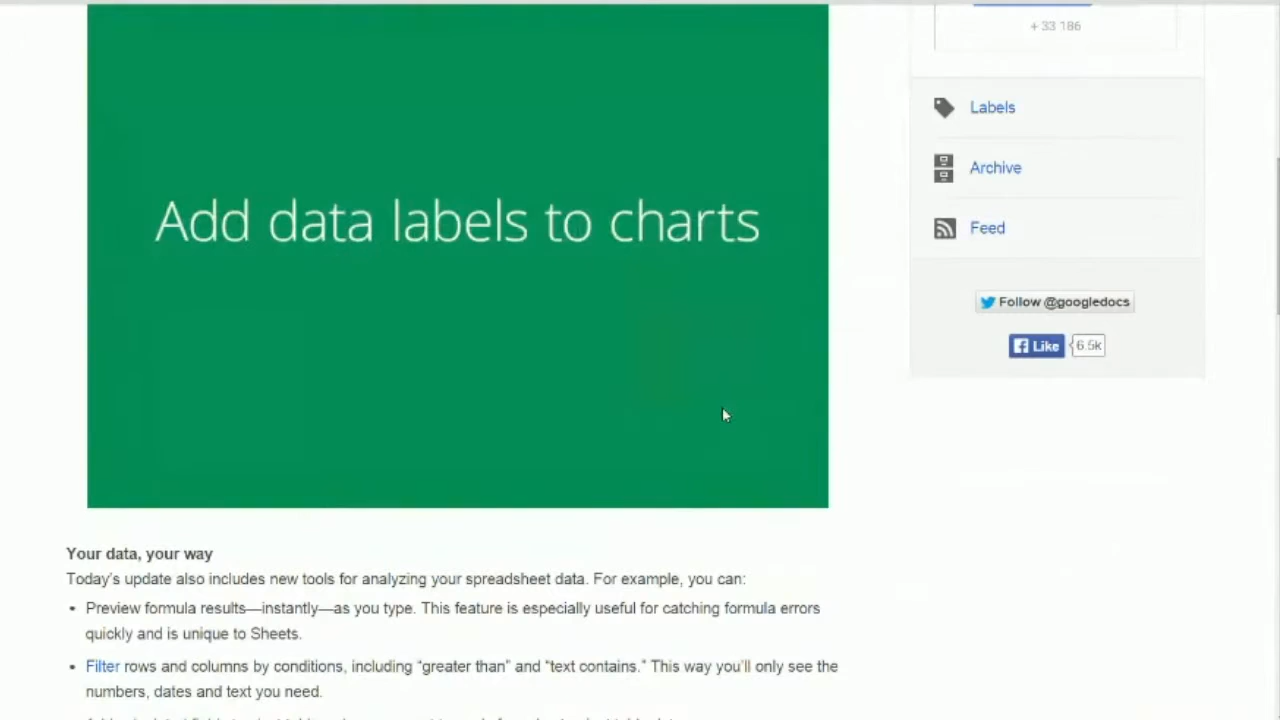 + 33 186
Labels
Archive
Feed
Follow @googledocs
Like
6.5k
Add data labels to charts
Your data, your way
Today's update also includes new tools for analyzing your spreadsheet data. For example, you can:
• Preview formula results—instantly—as you type. This feature is especially useful for catching formula errors
quickly and is unique to Sheets.
• Filter rows and columns by conditions, including “greater than” and “text contains.” This way you'll only see the
numbers, dates and text you need.